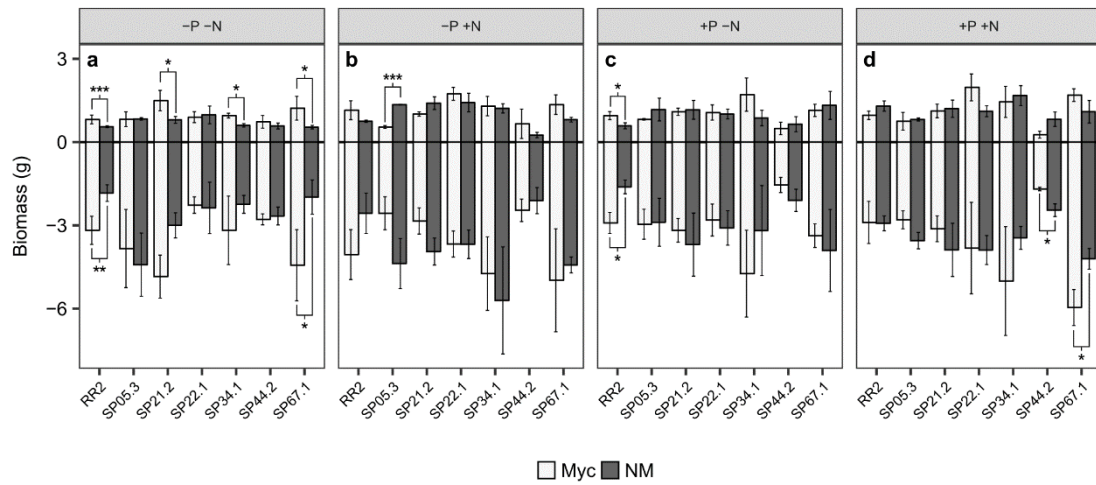 −P −N
−P +N
+P −N
+P +N
a
b
c
d
Biomass (g)
3
0
−3
−6
***
*
*
*
**
*
***
*
*
*
*
RR2 SP05.3 SP21.2 SP22.1 SP34.1 SP44.2 SP67.1
RR2 SP05.3 SP21.2 SP22.1 SP34.1 SP44.2 SP67.1
RR2 SP05.3 SP21.2 SP22.1 SP34.1 SP44.2 SP67.1
RR2 SP05.3 SP21.2 SP22.1 SP34.1 SP44.2 SP67.1
Myc NM